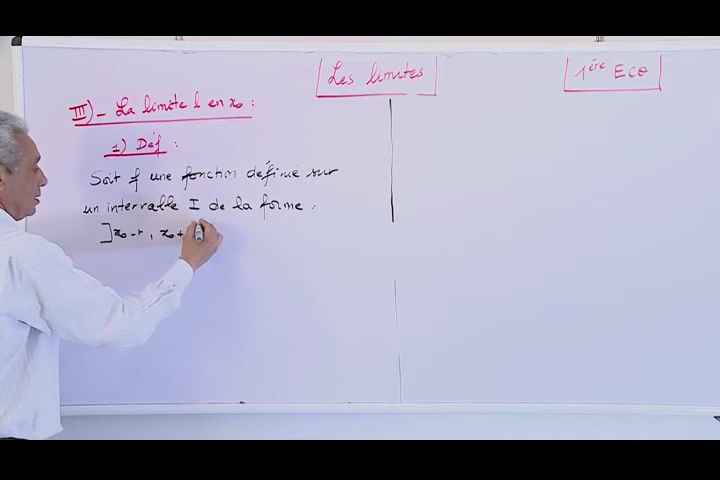 Les limites
1ère Eco
III)- La limite l en x₀ :
1) Déf :
Soit f une fonction définie sur
un intervalle I de la forme :
]x₀-r, x₀+